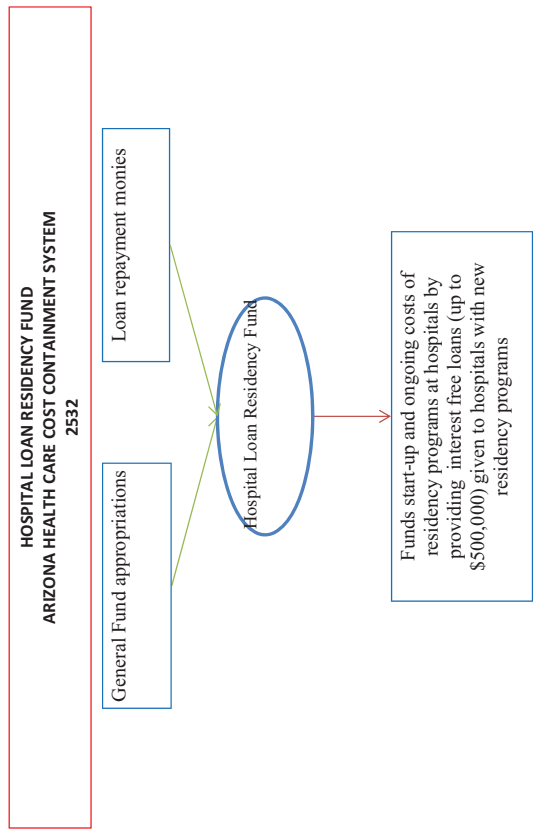 HOSPITAL LOAN RESIDENCY FUND
ARIZONA HEALTH CARE COST CONTAINMENT SYSTEM
2532
General Fund appropriations
Loan repayment monies
Hospital Loan Residency Fund
Funds start-up and ongoing costs of
residency programs at hospitals by
providing interest free loans (up to
$500,000) given to hospitals with new
residency programs